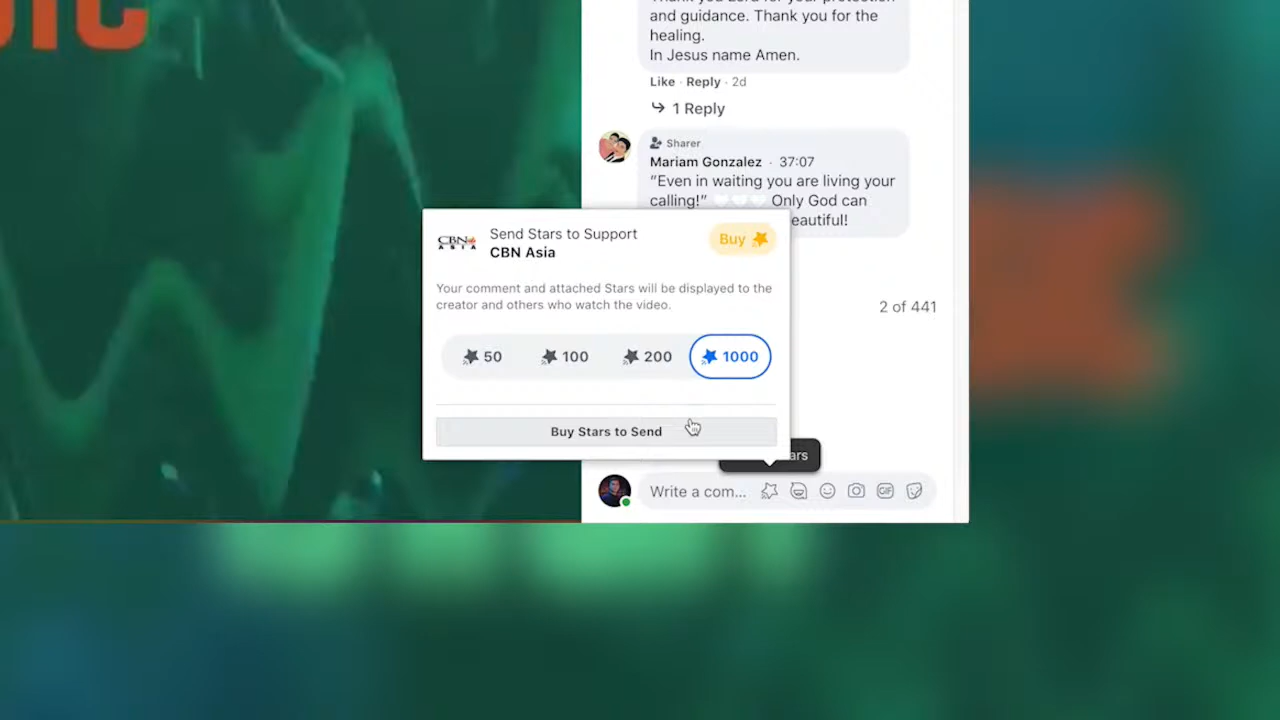 and guidance. Thank you for the
healing.
In Jesus name Amen.
Like · Reply · 2d
1 Reply
Sharer
Mariam Gonzalez · 37:07
"Even in waiting you are living your
calling!" 🤍🤍🤍 Only God can
eautiful!
CBN
ASIA
Send Stars to Support
CBN Asia
Buy
Your comment and attached Stars will be displayed to the
creator and others who watch the video.
50 100 200 1000
Buy Stars to Send
2 of 441
ars
Write a com...
GIF